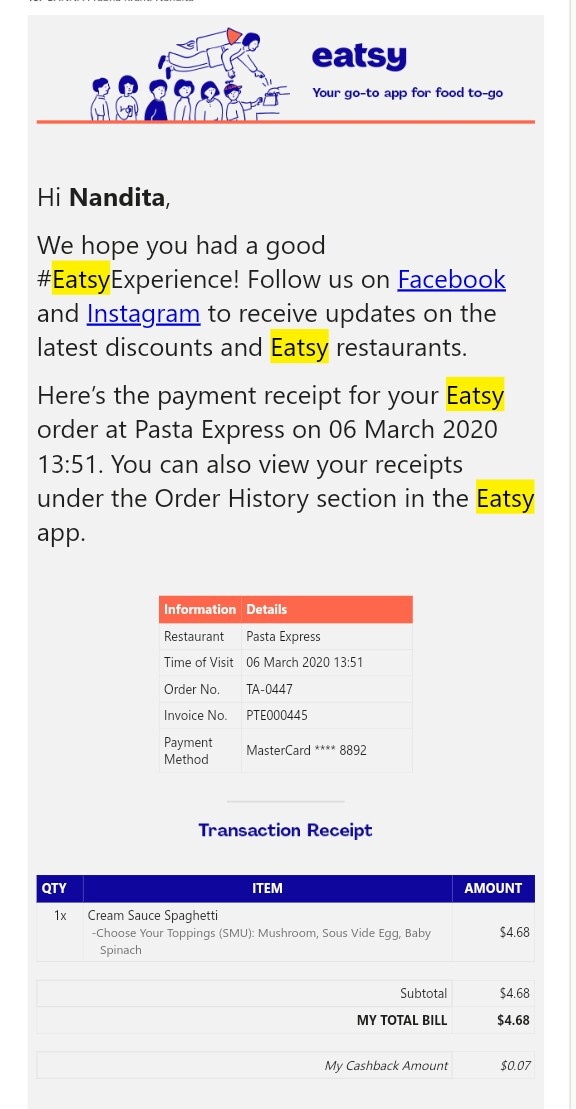 eatsy
Your go-to app for food to-go
Hi Nandita,
We hope you had a good
#EatsyExperience! Follow us on Facebook
and Instagram to receive updates on the
latest discounts and Eatsy restaurants.
Here’s the payment receipt for your Eatsy
order at Pasta Express on 06 March 2020
13:51. You can also view your receipts
under the Order History section in the Eatsy
app.
Information Details
Restaurant Pasta Express
Time of Visit 06 March 2020 13:51
Order No. TA-0447
Invoice No. PTE000445
Payment
Method MasterCard **** 8892
Transaction Receipt
QTY ITEM AMOUNT
1x Cream Sauce Spaghetti
-Choose Your Toppings (SMU): Mushroom, Sous Vide Egg, Baby $4.68
Spinach
Subtotal $4.68
MY TOTAL BILL $4.68
My Cashback Amount $0.07